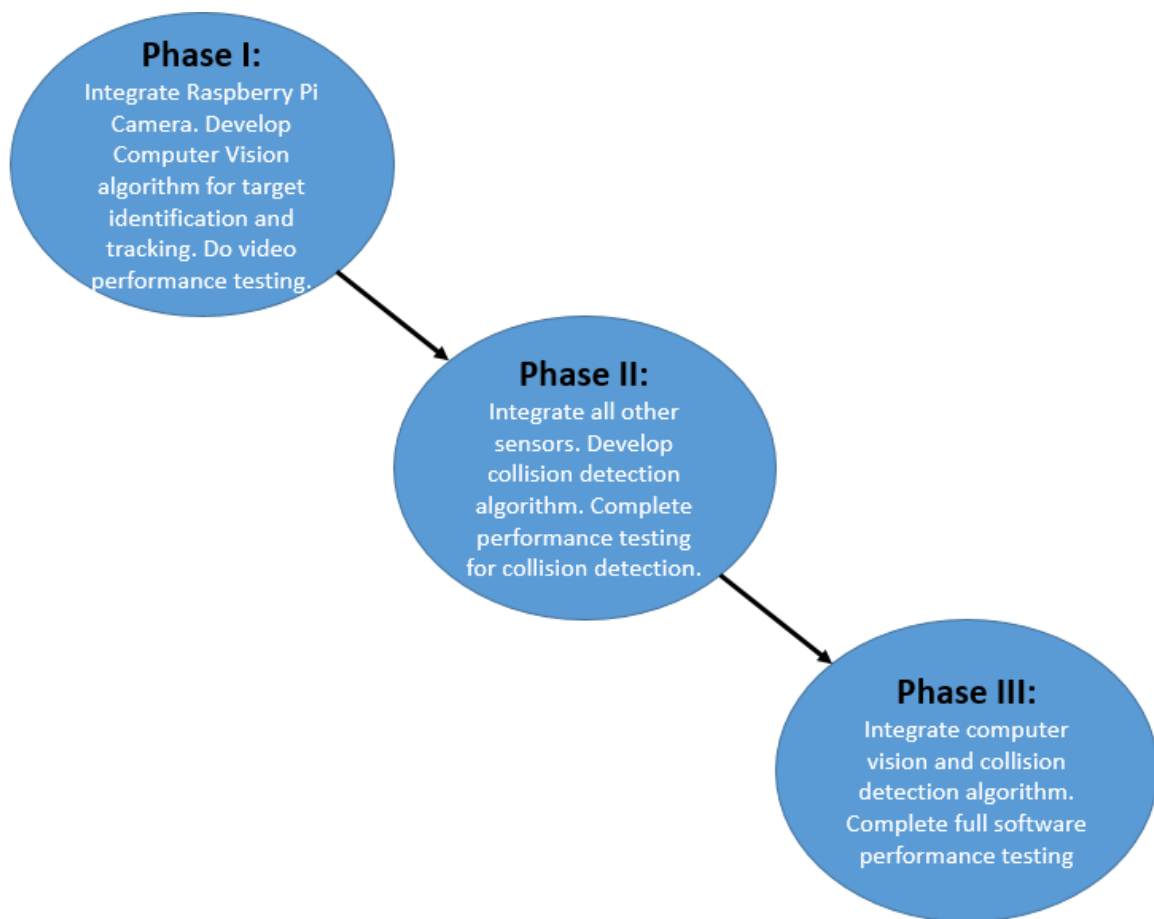 Phase I:
Integrate Raspberry Pi
Camera. Develop
Computer Vision
algorithm for target
identification and
tracking. Do video
performance testing.
Phase II:
Integrate all other
sensors. Develop
collision detection
algorithm. Complete
performance testing
for collision detection.
Phase III:
Integrate computer
vision and collision
detection algorithm.
Complete full software
performance testing